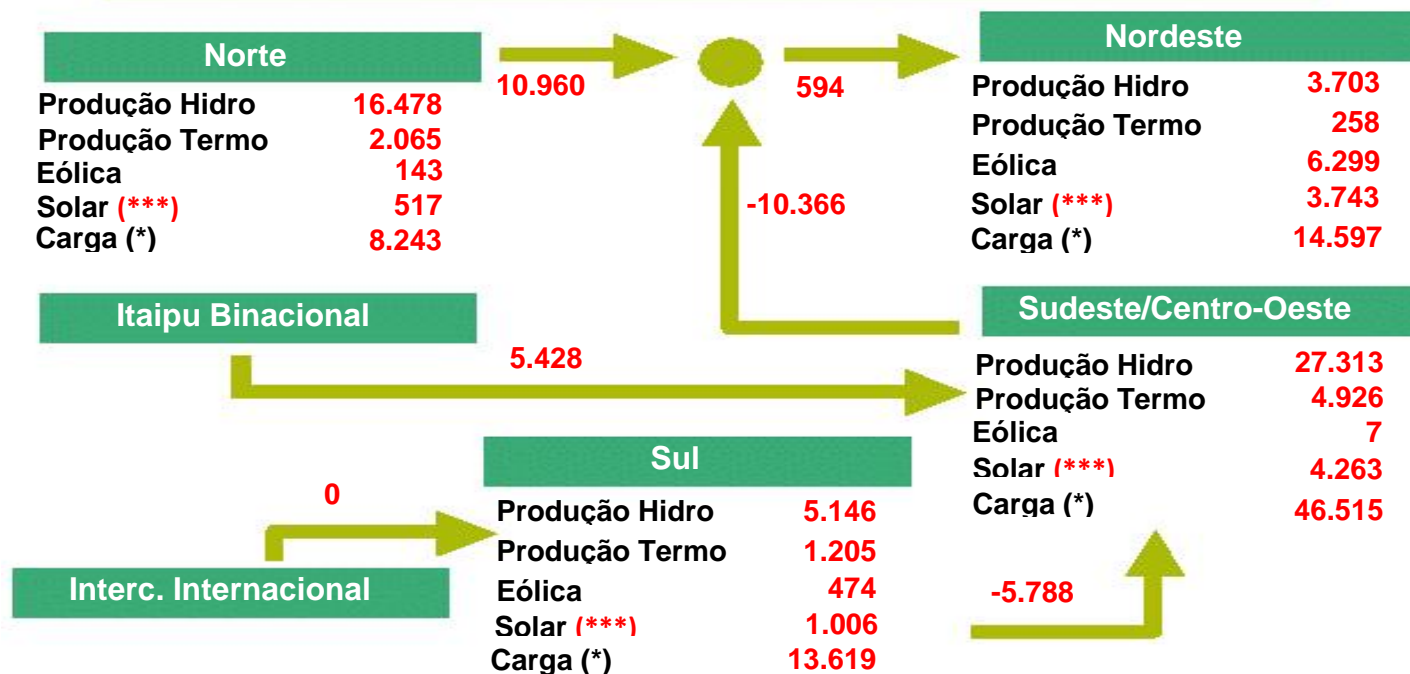 Norte
Produção Hidro 16.478
Produção Termo 2.065
Eólica 143
Solar (***) 517
Carga (*) 8.243
10.960
594
Nordeste
Produção Hidro 3.703
Produção Termo 258
Eólica 6.299
Solar (***) 3.743
Carga (*) 14.597
-10.366
Itaipu Binacional
5.428
Sudeste/Centro-Oeste
Produção Hidro 27.313
Produção Termo 4.926
Eólica 7
Solar (***) 4.263
Carga (*) 46.515
Sul
Produção Hidro 5.146
Produção Termo 1.205
Eólica 474
Solar (***) 1.006
Carga (*) 13.619
0
Interc. Internacional
-5.788